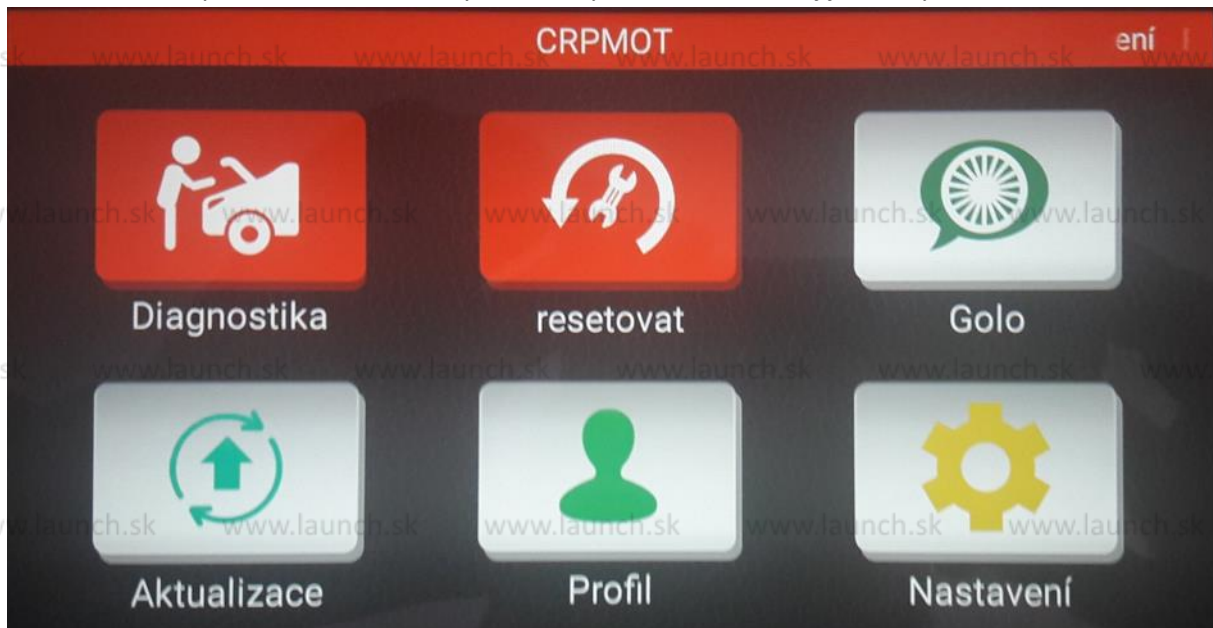 CRPMOT ení
Diagnostika resetovat Golo
Aktualizace Profil Nastavení
www.launch.sk